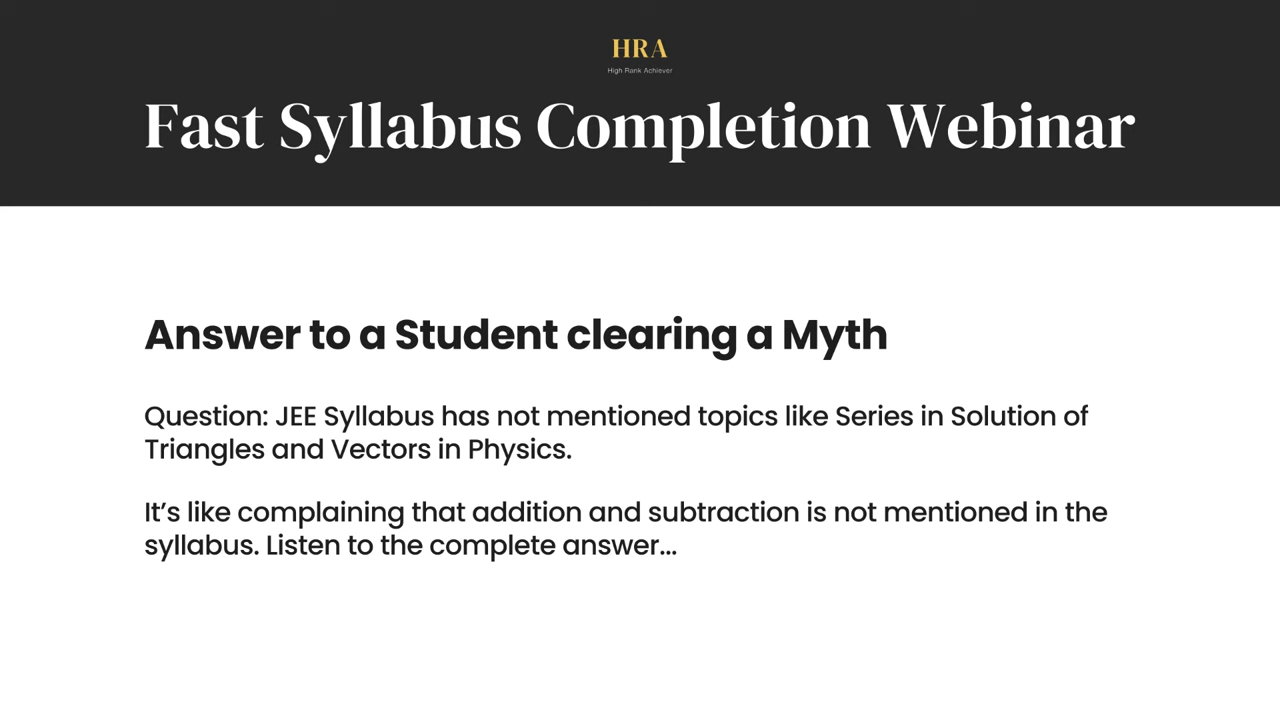 HRA
High Rank Achiever
Fast Syllabus Completion Webinar
Answer to a Student clearing a Myth
Question: JEE Syllabus has not mentioned topics like Series in Solution of
Triangles and Vectors in Physics.
It’s like complaining that addition and subtraction is not mentioned in the
syllabus. Listen to the complete answer...